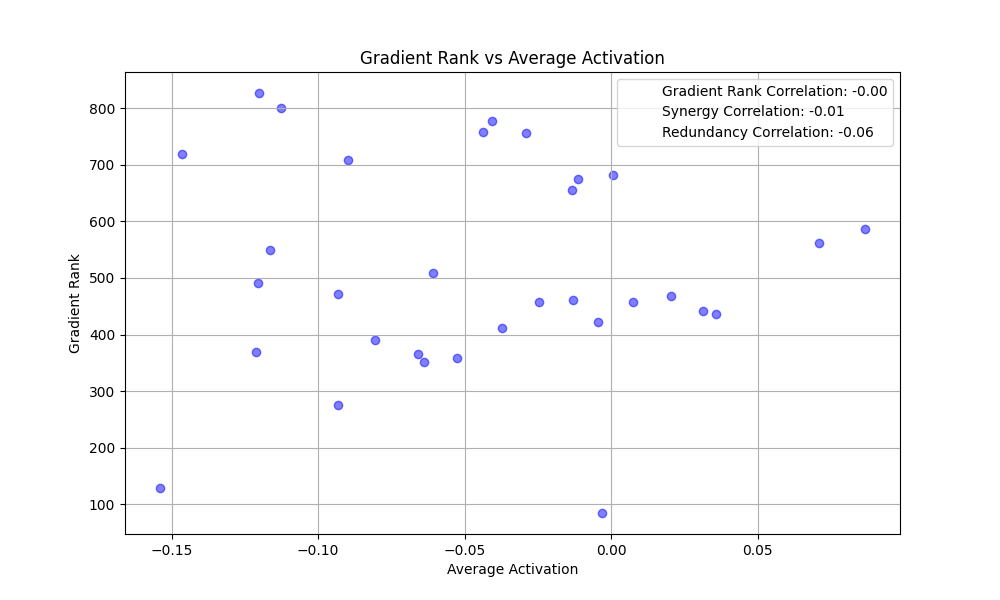 Gradient Rank vs Average Activation
Gradient Rank Correlation: -0.00
Synergy Correlation: -0.01
Redundancy Correlation: -0.06
Gradient Rank
800
700
600
500
400
300
200
100
−0.15
−0.10
−0.05
0.00
0.05
Average Activation